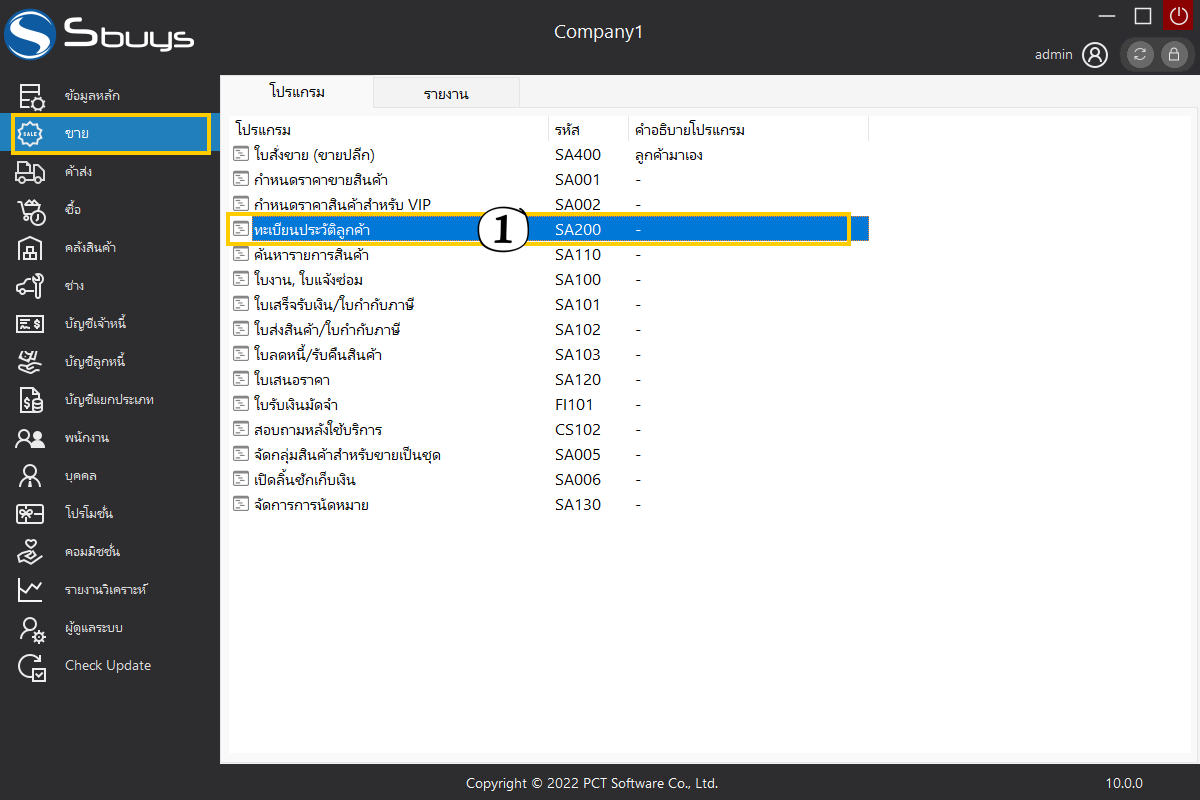 Sbuys
Company1
admin
ข้อมูลหลัก
ขาย
SALE
ค้าส่ง
ซื้อ
คลังสินค้า
ช่าง
บัญชีเจ้าหนี้
บัญชีลูกหนี้
บัญชีแยกประเภท
พนักงาน
บุคคล
โปรโมชั่น
คอมมิชชั่น
รายงานวิเคราะห์
ผู้ดูแลระบบ
Check Update
โปรแกรม รายงาน
โปรแกรม รหัส คำอธิบายโปรแกรม
ใบสั่งขาย (ขายปลีก) SA400 ลูกค้ามาเอง
กำหนดราคาขายสินค้า SA001 -
กำหนดราคาสินค้าสำหรับ VIP SA002 -
ทะเบียนประวัติลูกค้า 1 SA200 -
ค้นหารายการสินค้า SA110 -
ใบงาน, ใบแจ้งซ่อม SA100 -
ใบเสร็จรับเงิน/ใบกำกับภาษี SA101 -
ใบส่งสินค้า/ใบกำกับภาษี SA102 -
ใบลดหนี้/รับคืนสินค้า SA103 -
ใบเสนอราคา SA120 -
ใบรับเงินมัดจำ FI101 -
สอบถามหลังใช้บริการ CS102 -
จัดกลุ่มสินค้าสำหรับขายเป็นชุด SA005 -
เปิดลิ้นชักเก็บเงิน SA006 -
จัดการการนัดหมาย SA130 -
Copyright © 2022 PCT Software Co., Ltd.
10.0.0